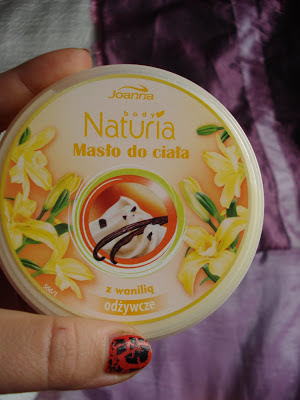 Joanna
body
Naturia
Masło do ciała
z wanilią
odżywcze